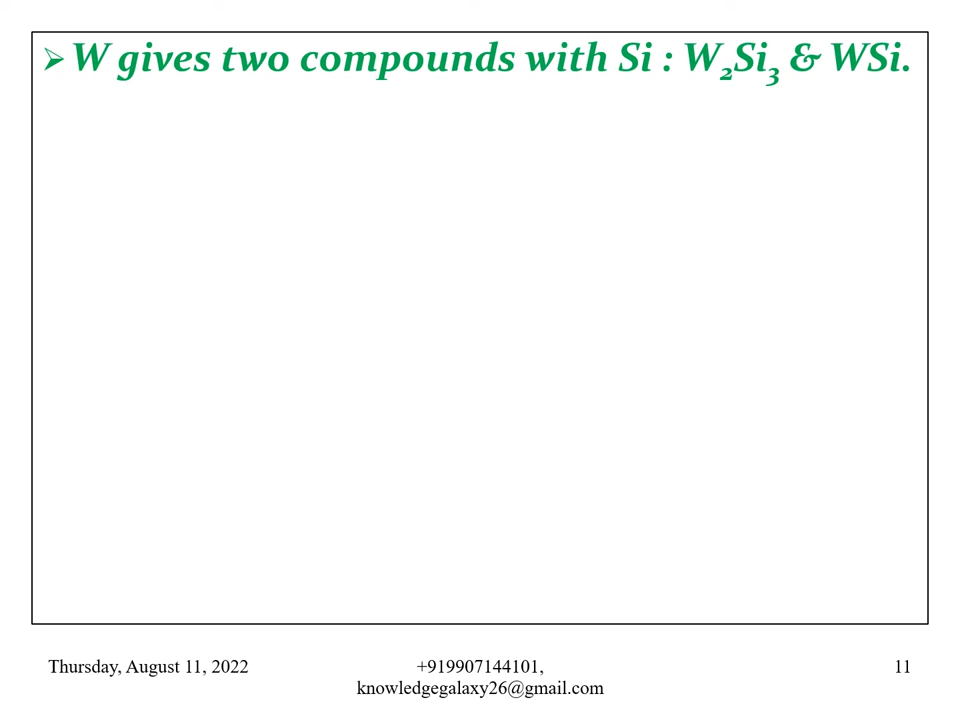 ➢ W gives two compounds with Si : W₂Si₃ & WSi.
Thursday, August 11, 2022
+919907144101,
knowledgegalaxy26@gmail.com
11